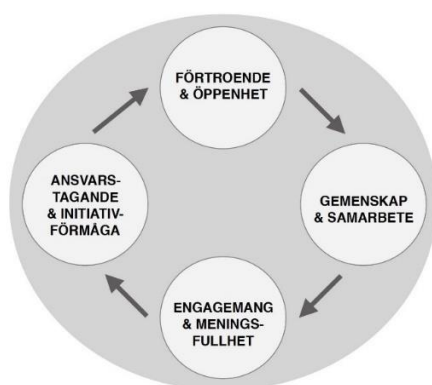 FÖRTROENDE
& ÖPPENHET
GEMENSKAP
& SAMARBETE
ENGAGEMANG
& MENINGS-
FULLHET
ANSVARS-
TAGANDE
& INITIATIV-
FÖRMÅGA